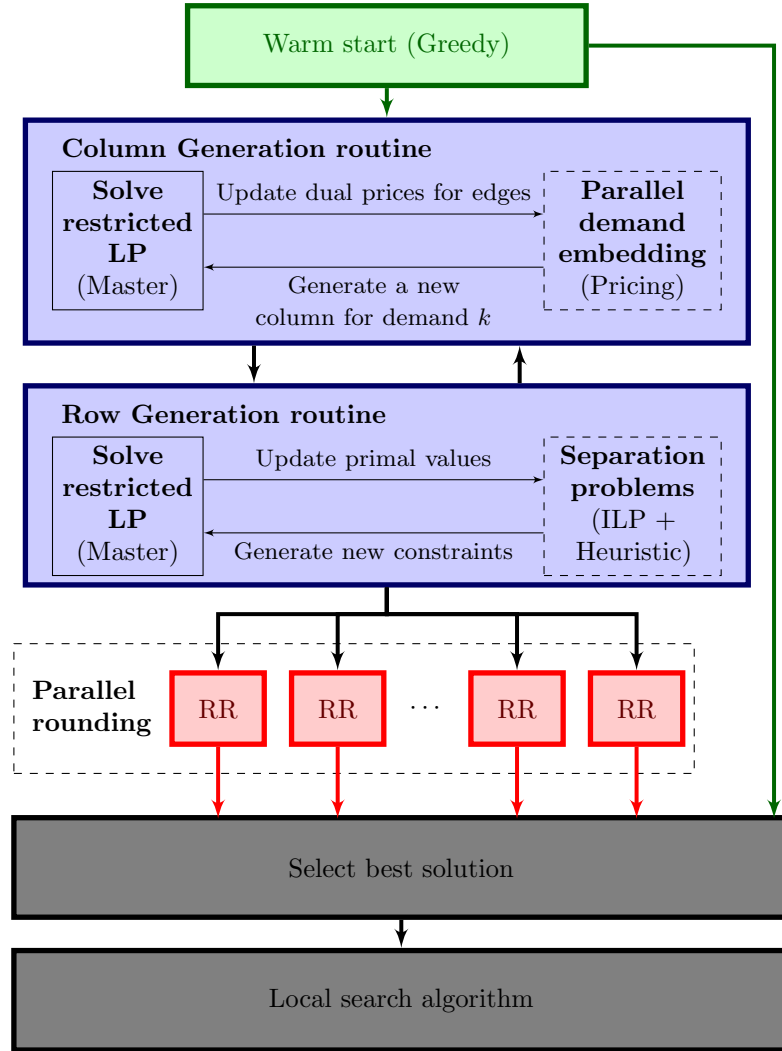 Warm start (Greedy)
Column Generation routine
Solve
restricted
LP
(Master)
Update dual prices for edges
Generate a new
column for demand k
Parallel
demand
embedding
(Pricing)
Row Generation routine
Solve
restricted
LP
(Master)
Update primal values
Generate new constraints
Separation
problems
(ILP +
Heuristic)
Parallel
rounding
RR
RR
...
RR
RR
Select best solution
Local search algorithm